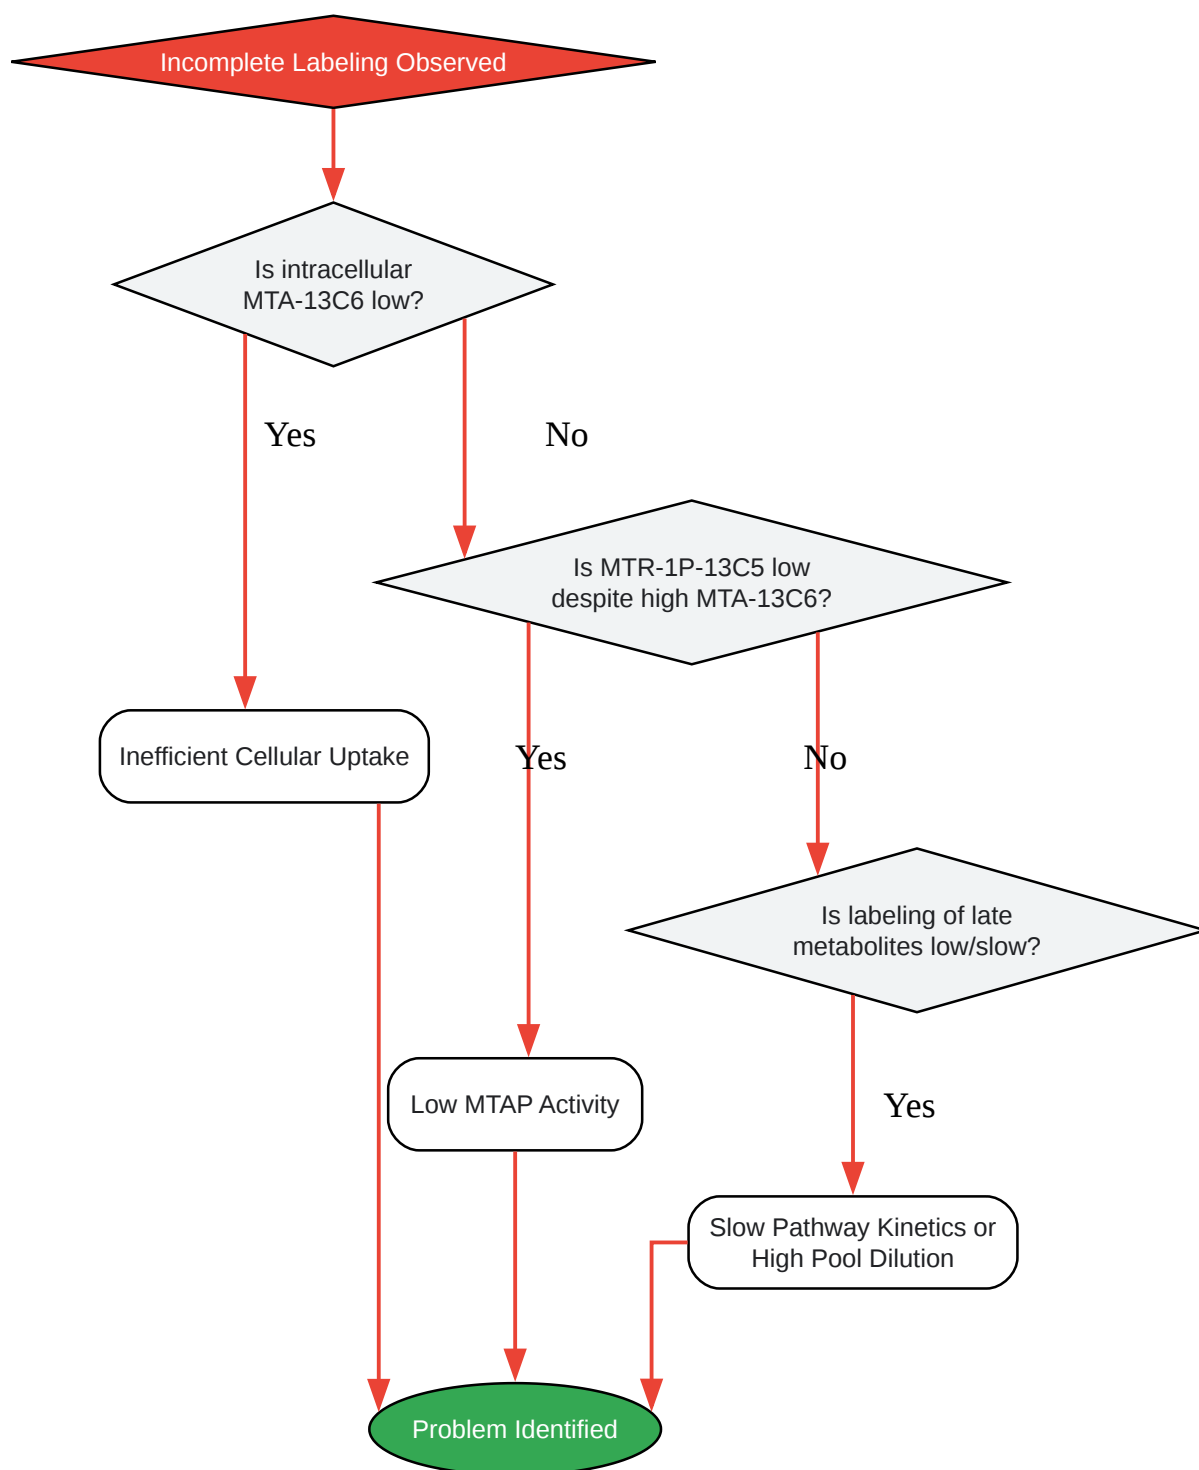 Incomplete Labeling Observed
Is intracellular
MTA-13C6 low?
Yes
No
Is MTR-1P-13C5 low
despite high MTA-13C6?
Inefficient Cellular Uptake
Yes
No
Is labeling of late
metabolites low/slow?
Low MTAP Activity
Yes
Slow Pathway Kinetics or
High Pool Dilution
Problem Identified